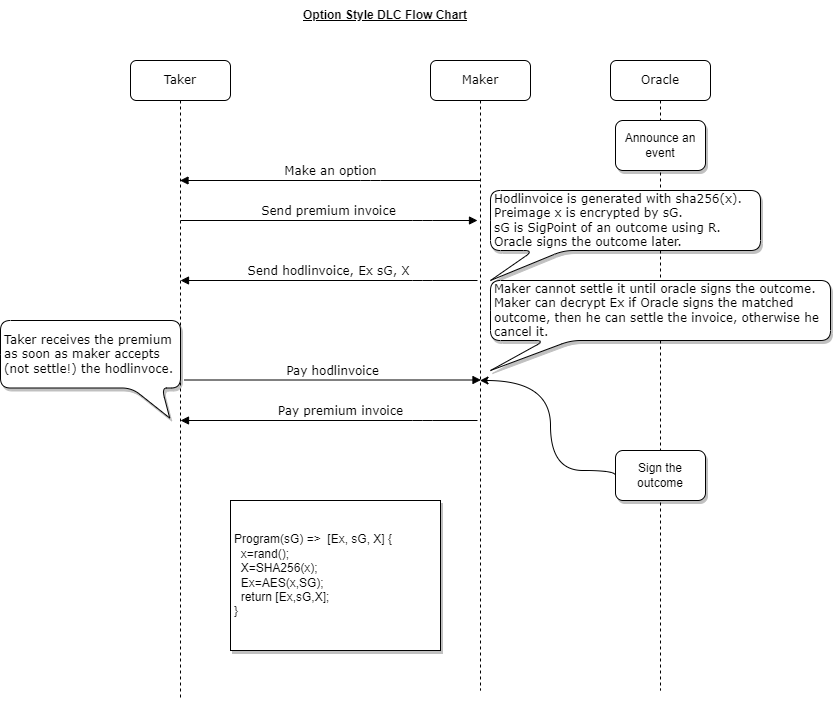 Option Style DLC Flow Chart
Taker
Maker
Oracle
Announce an
event
Make an option
Send premium invoice
Hodlinvoice is generated with sha256(x).
Preimage x is encrypted by sG.
sG is SigPoint of an outcome using R.
Oracle signs the outcome later.
Send hodlinvoice, Ex sG, X
Maker cannot settle it until oracle signs the outcome.
Maker can decrypt Ex if Oracle signs the matched
outcome, then he can settle the invoice, otherwise he
cancel it.
Taker receives the premium
as soon as maker accepts
(not settle!) the hodlinvoce.
Pay hodlinvoice
Pay premium invoice
Sign the
outcome
Program(sG) => [Ex, sG, X] {
x=rand();
X=SHA256(x);
Ex=AES(x,SG);
return [Ex,sG,X];
}